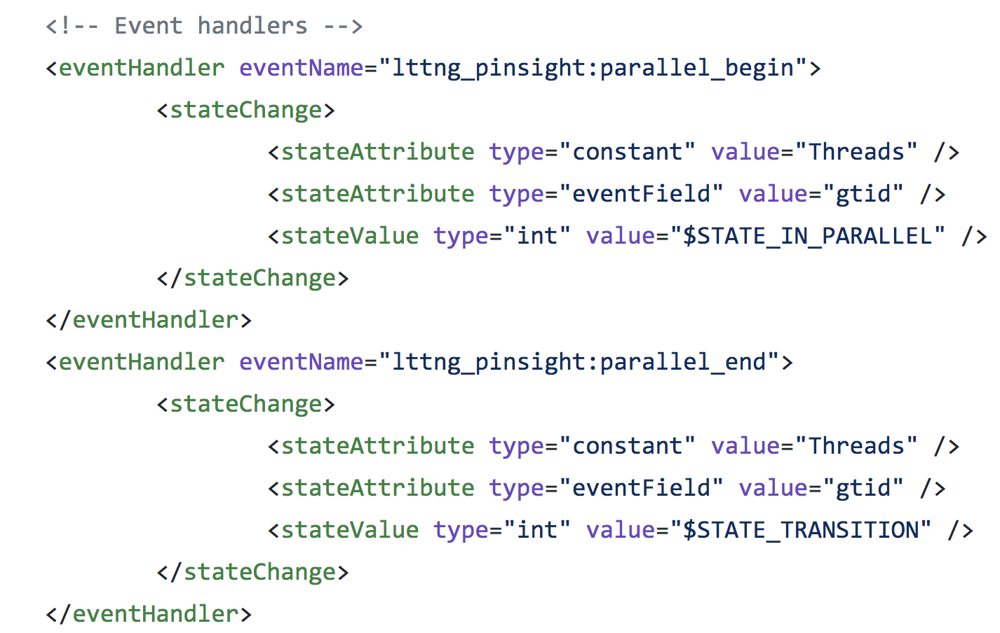 <!-- Event handlers -->
<eventHandler eventName="lttng_pinsight:parallel_begin">
        <stateChange>
                <stateAttribute type="constant" value="Threads" />
                <stateAttribute type="eventField" value="gtid" />
                <stateValue type="int" value="$STATE_IN_PARALLEL" />
        </stateChange>
</eventHandler>
<eventHandler eventName="lttng_pinsight:parallel_end">
        <stateChange>
                <stateAttribute type="constant" value="Threads" />
                <stateAttribute type="eventField" value="gtid" />
                <stateValue type="int" value="$STATE_TRANSITION" />
        </stateChange>
</eventHandler>